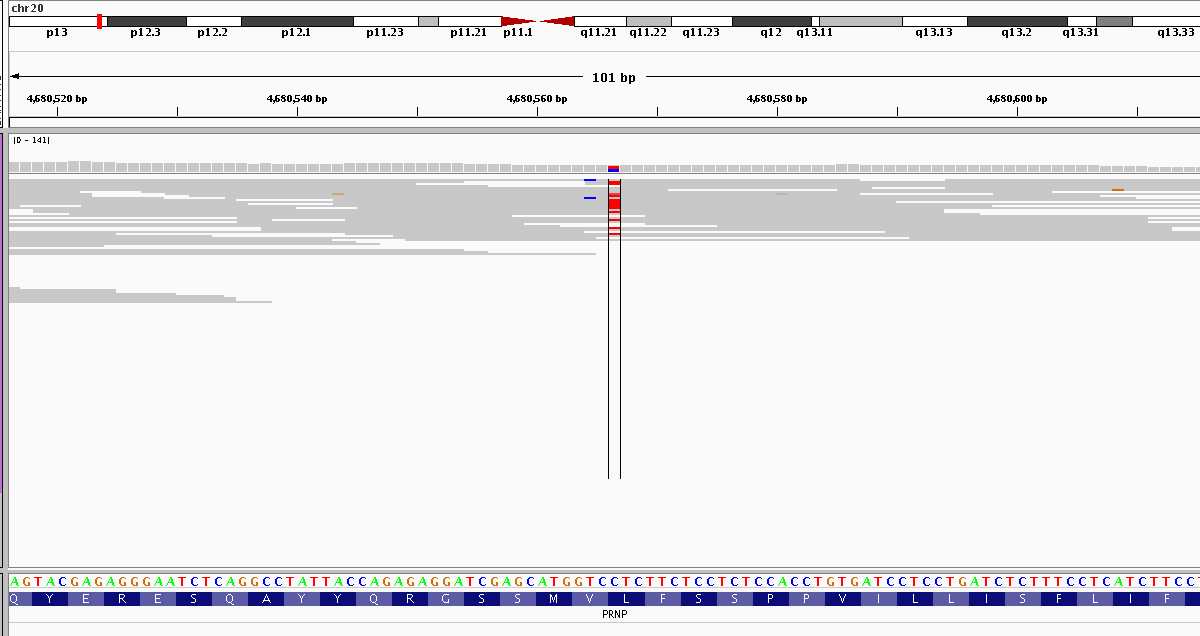 chr20
p13 p12.3 p12.2 p12.1 p11.23 p11.21 p11.1 q11.21 q11.22 q11.23 q12 q13.11 q13.13 q13.2 q13.31 q13.33
101 bp
4,680,520 bp 4,680,540 bp 4,680,560 bp 4,680,580 bp 4,680,600 bp
[0 - 141]
AGTACGAGAGGGAATCTCAGGCCTATTACCAGAGAGGATCGAGCATGGTCCTCTTCTCCTCTCCACCTGTGATCCTCCTGATCTCTTTCCTCATCTTCCT
Q Y E R E S Q A Y Y Q R G S S M V L F S S P P V I L L I S F L I F
PRNP